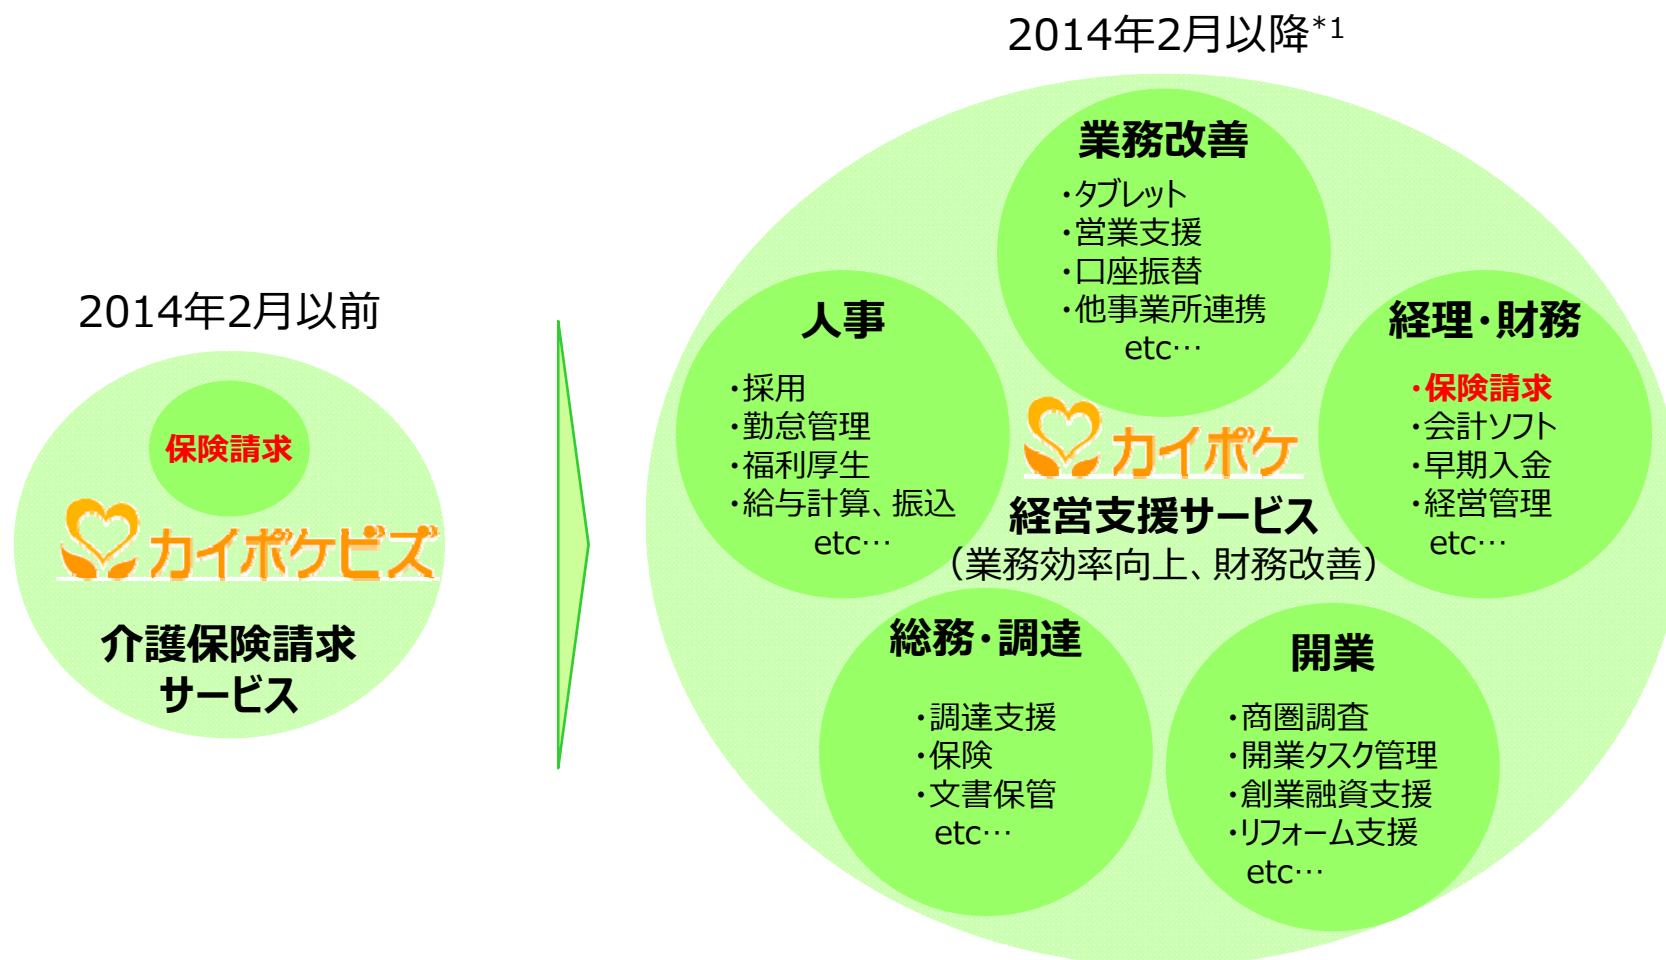 2014年2月以前
保険請求
カイポケビズ
介護保険請求
サービス
2014年2月以降*1
業務改善
・タブレット
・営業支援
・口座振替
・他事業所連携
etc…
人事
・採用
・勤怠管理
・福利厚生
・給与計算、振込
etc…
経理・財務
・保険請求
・会計ソフト
・早期入金
・経営管理
etc…
カイポケ
経営支援サービス
（業務効率向上、財務改善）
総務・調達
・調達支援
・保険
・文書保管
etc…
開業
・商圏調査
・開業タスク管理
・創業融資支援
・リフォーム支援
etc…